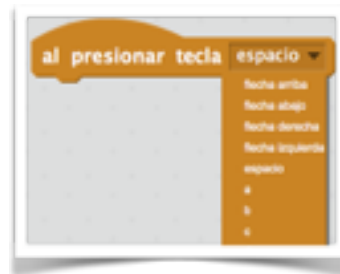 al presionar tecla espacio
flecha arriba
flecha abajo
flecha derecha
flecha izquierda
espacio
a
b
c